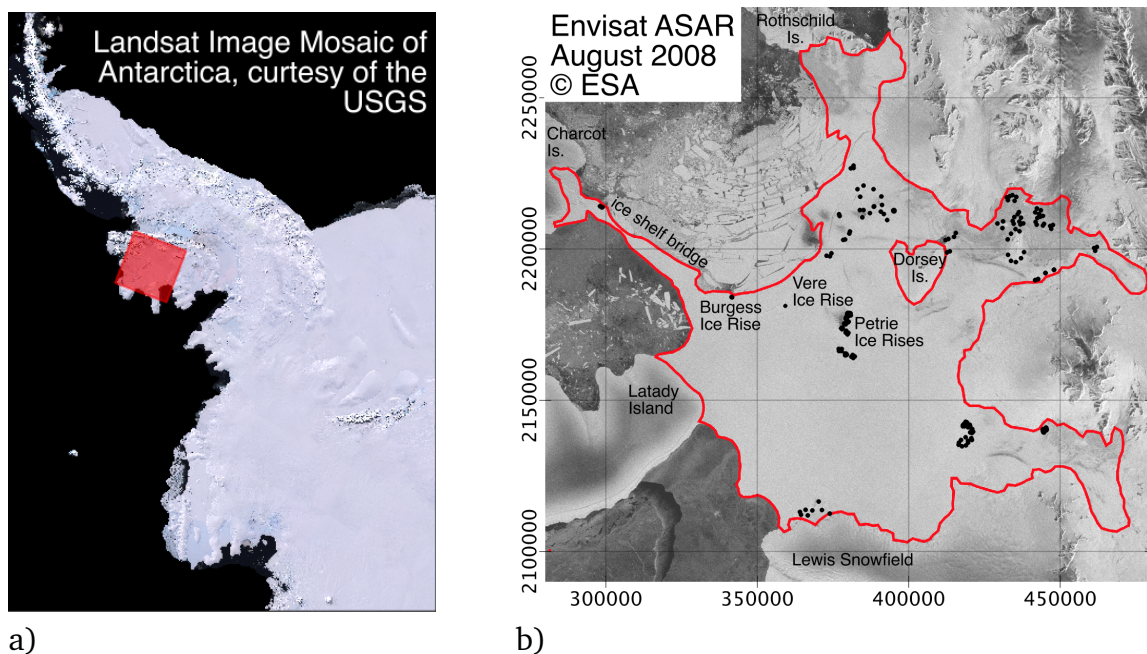 Landsat Image Mosaic of
Antarctica, curtesy of the
USGS
a)
Envisat ASAR
August 2008
© ESA
Rothschild
Is.
Charcot
Is.
ice shelf bridge
Dorsey
Is.
Vere
Ice Rise
Burgess
Ice Rise
Petrie
Ice Rises
Latady
Island
Lewis Snowfield
2250000
2200000
2150000
2100000
300000
350000
400000
450000
b)